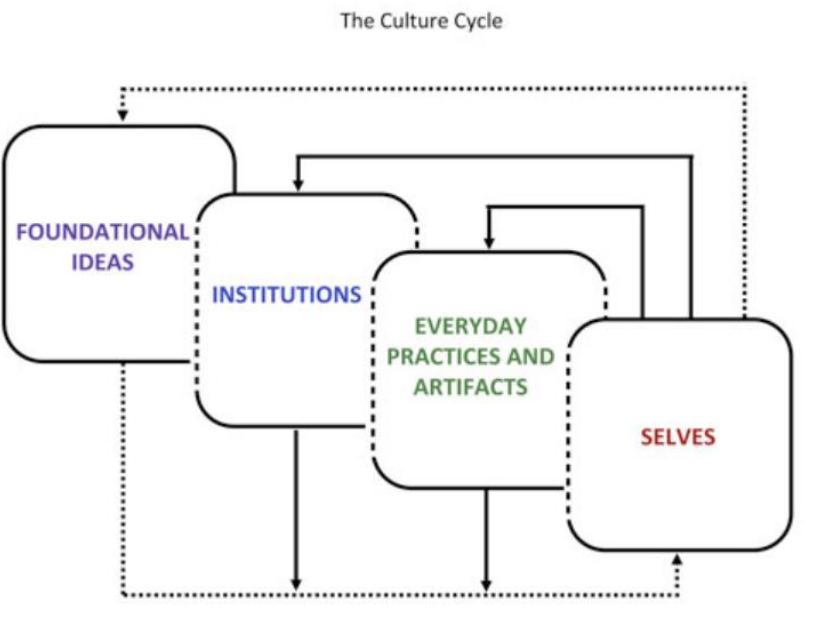 The Culture Cycle
FOUNDATIONAL
IDEAS
INSTITUTIONS
EVERYDAY
PRACTICES AND
ARTIFACTS
SELVES